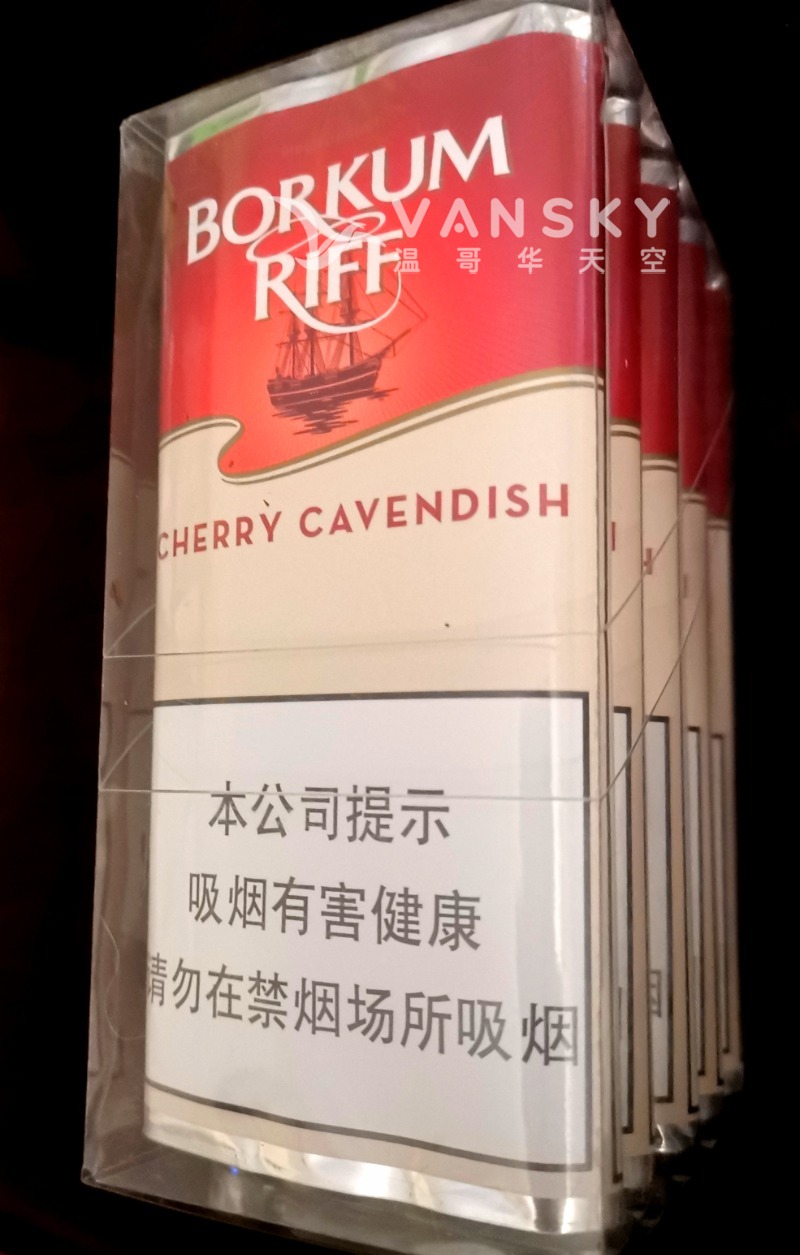 BORKUM
RIFF
VANSKY
温哥华天空
CHERRY CAVENDISH
本公司提示
吸烟有害健康
请勿在禁烟场所吸烟